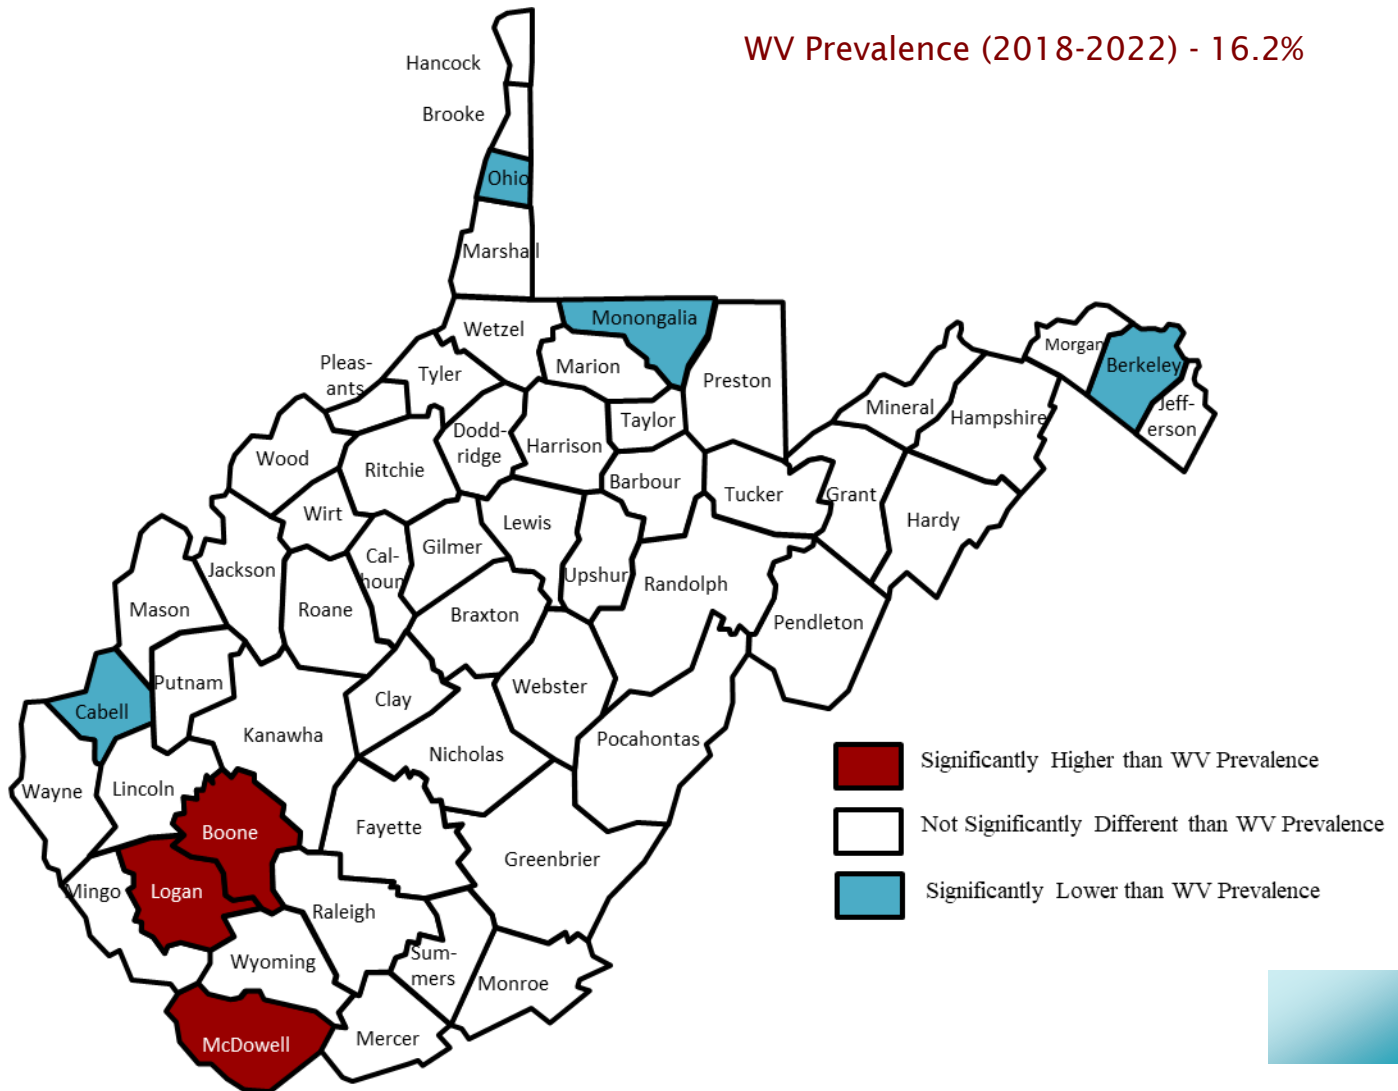 WV Prevalence (2018-2022) - 16.2%
Hancock
Brooke
Ohio
Marshall
Wetzel
Monongalia
Marion
Preston
Pleas-
ants
Tyler
Morgan
Berkeley
Jeff-
erson
Mineral
Hampshire
Wood
Ritchie
Dodd-
ridge
Harrison
Taylor
Barbour
Tucker
Grant
Hardy
Wirt
Cal-
houn
Gilmer
Lewis
Upshur
Randolph
Jackson
Roane
Mason
Braxton
Pendleton
Putnam
Clay
Webster
Cabell
Kanawha
Nicholas
Pocahontas
Wayne
Lincoln
Boone
Fayette
Greenbrier
Mingo
Logan
Raleigh
Wyoming
Sum-
mers
Monroe
McDowell
Mercer
Significantly Higher than WV Prevalence
Not Significantly Different than WV Prevalence
Significantly Lower than WV Prevalence